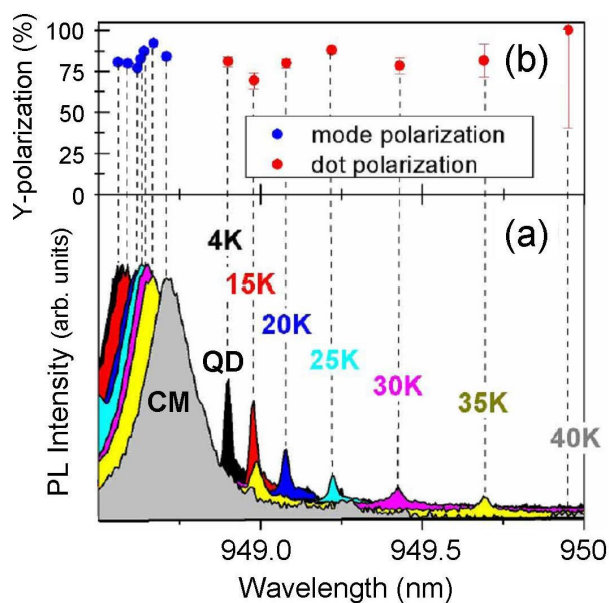 Y-polarization (%)
100
75
50
25
0
(b)
mode polarization
dot polarization
PL Intensity (arb. units)
(a)
4K
15K
20K
25K
30K
35K
40K
QD
CM
949.0
949.5
950
Wavelength (nm)